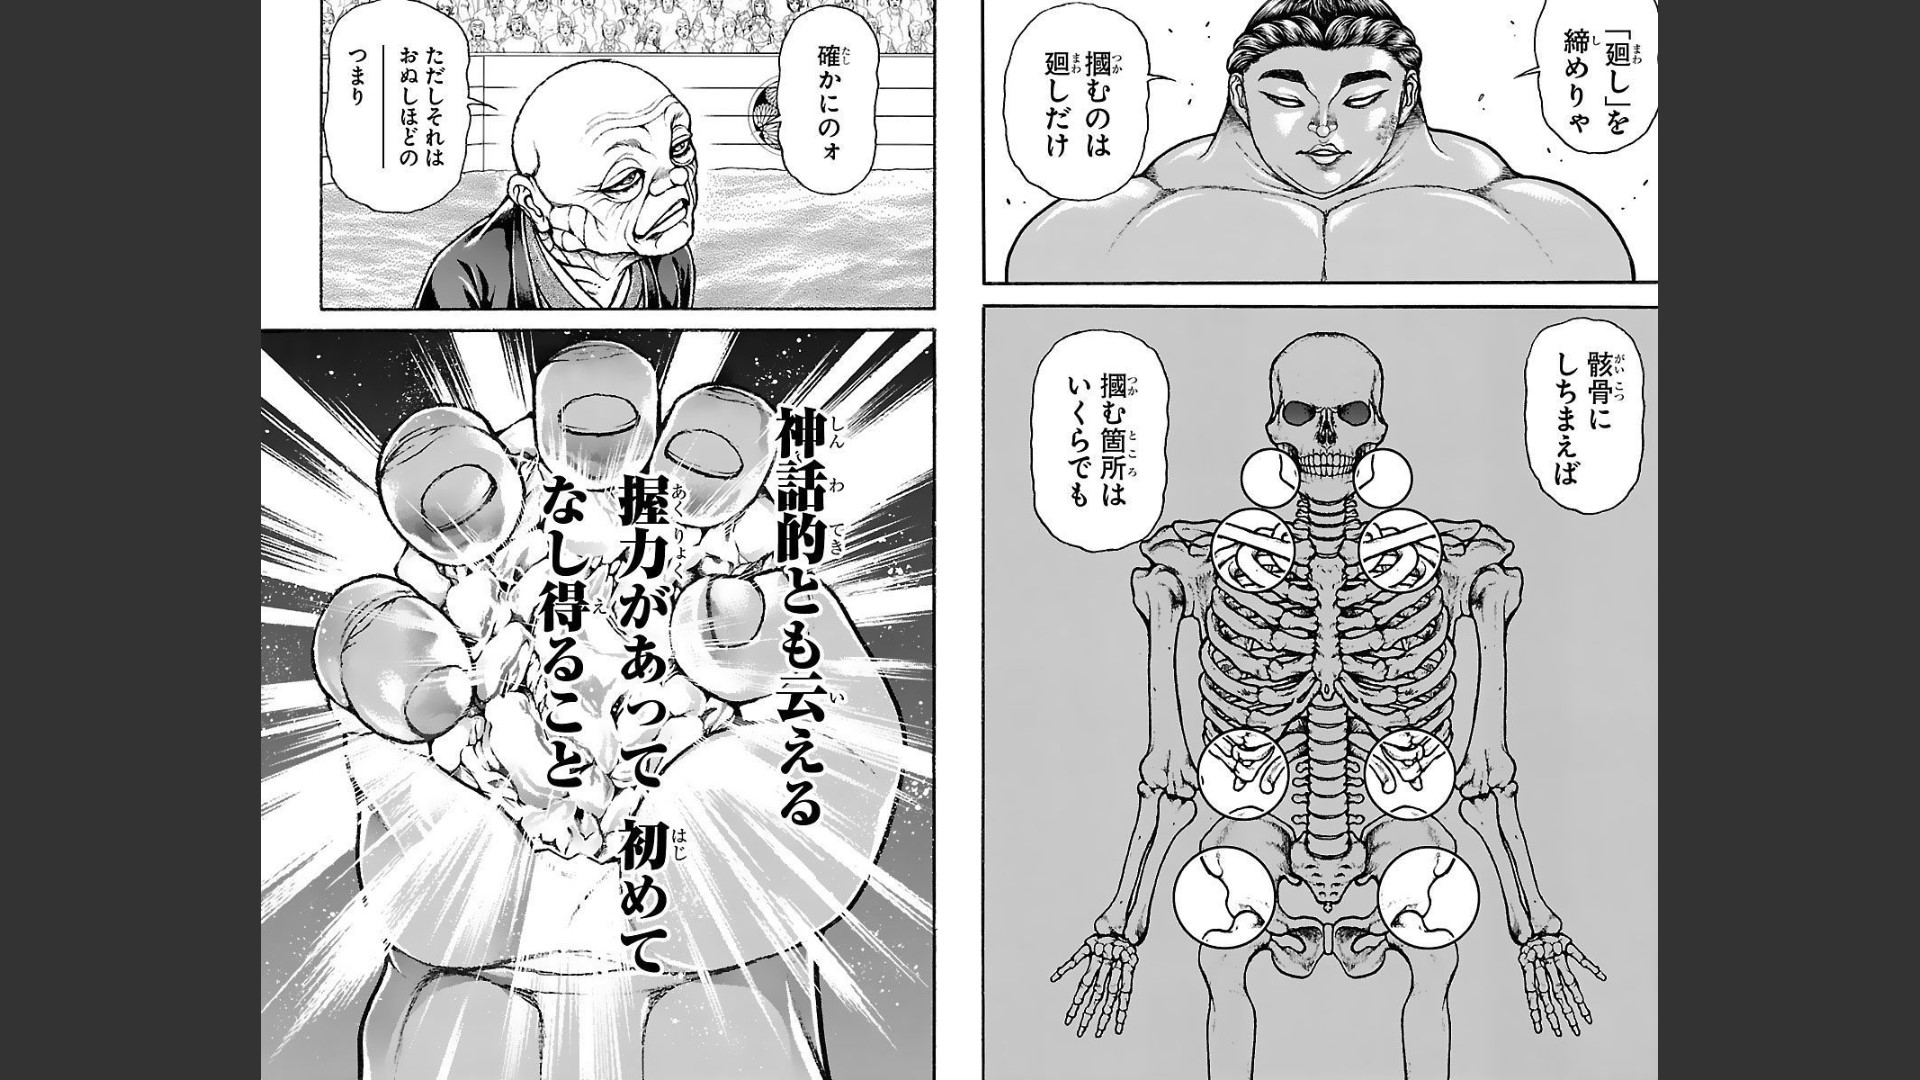 「廻し」を
締めりゃ
摑むのは
廻しだけ
骸骨に
しちまえば
摑む箇所は
いくらでも
確かにのォ
ただしそれは
おぬしほどの
つまり
神話的とも云える
握力があって 初めて
なし得ること